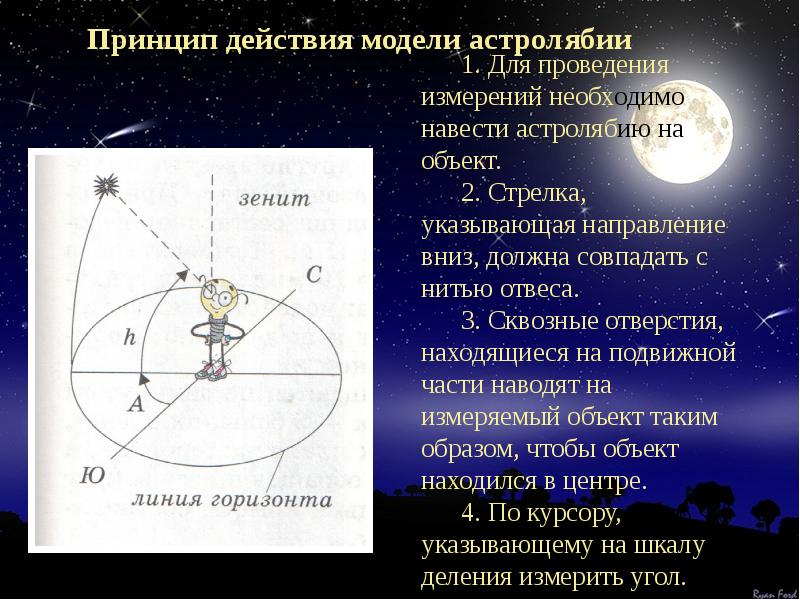 Принцип действия модели астролябии
1. Для проведения
измерений необходимо
навести астролябию на
объект.
2. Стрелка,
указывающая направление
вниз, должна совпадать с
нитью отвеса.
3. Сквозные отверстия,
находящиеся на подвижной
части наводят на
измеряемый объект таким
образом, чтобы объект
находился в центре.
4. По курсору,
указывающему на шкалу
деления измерить угол.
зенит
С
h
А
Ю
линия горизонта
Ryan Ford